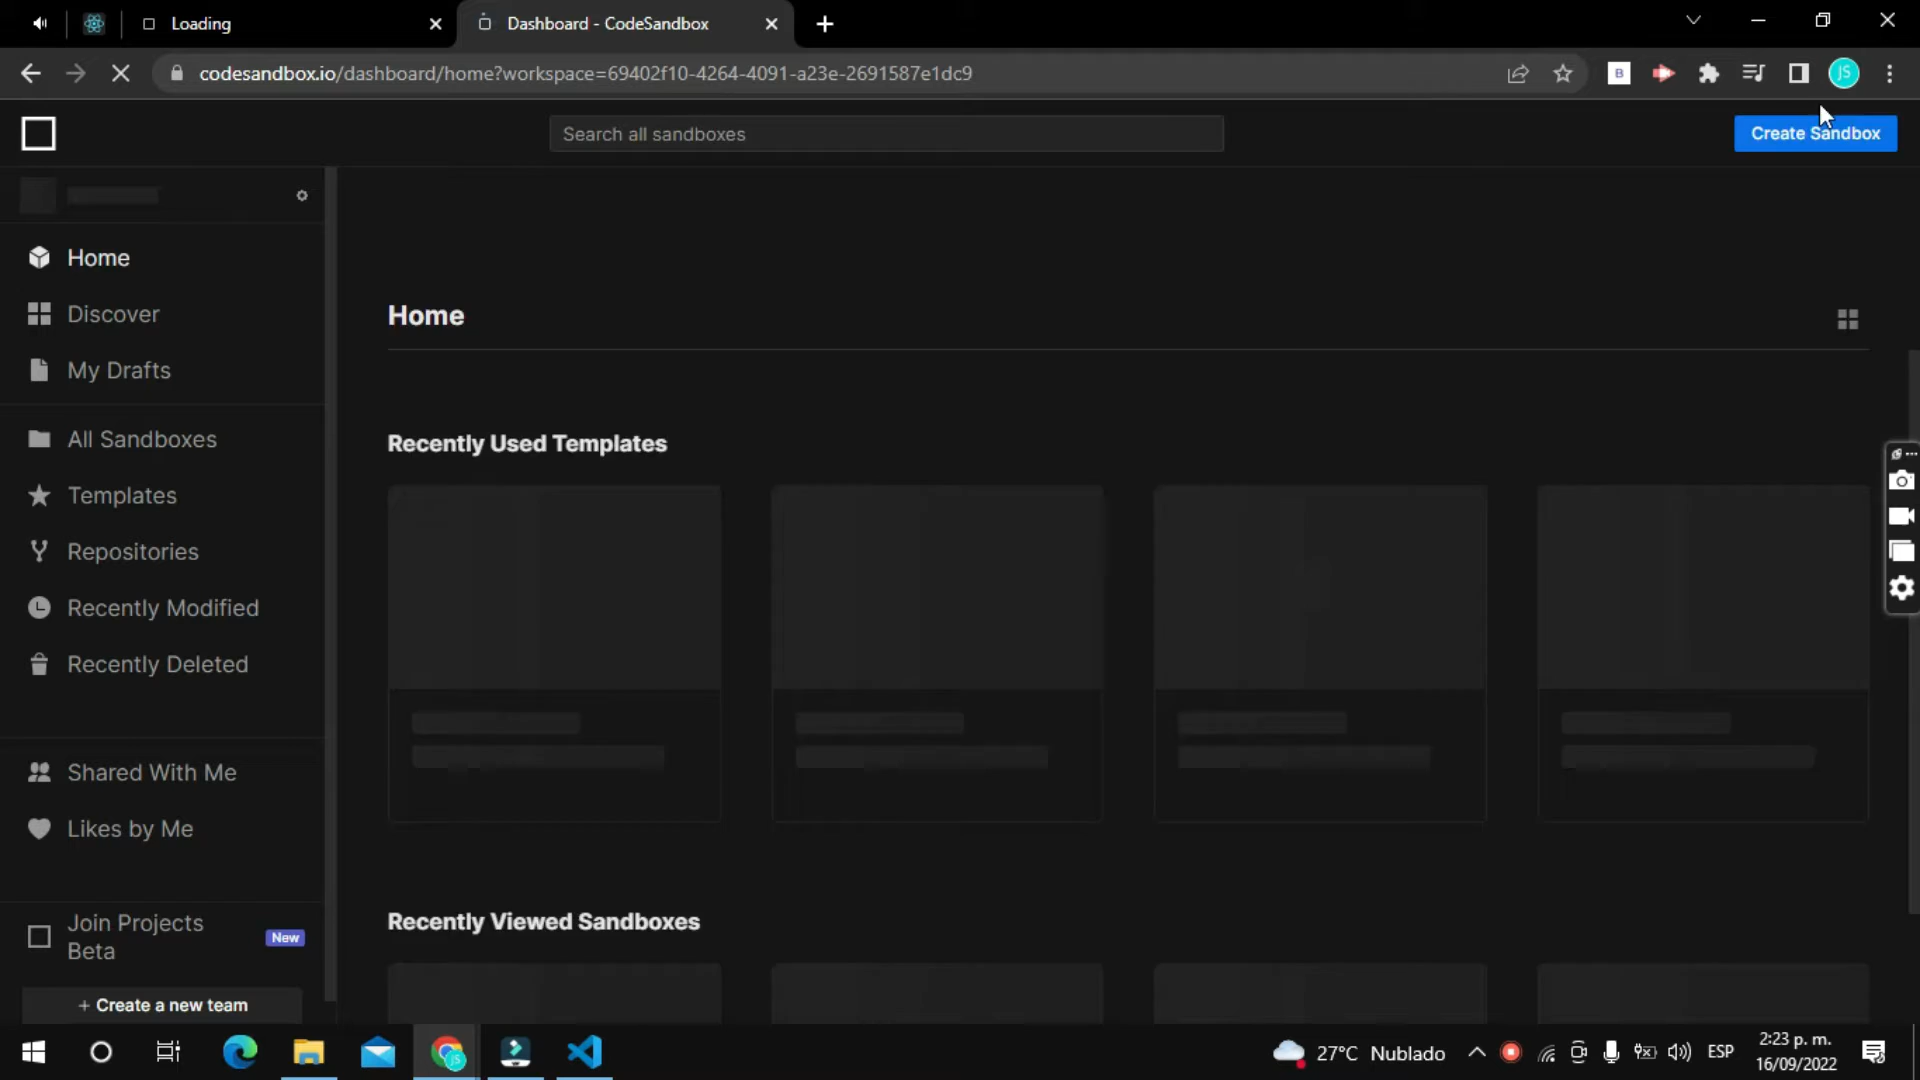 Loading
Dashboard - CodeSandbox
codesandbox.io/dashboard/home?workspace=69402f10-4264-4091-a23e-2691587e1dc9
B
JS
Search all sandboxes
Create Sandbox
Home
Discover
My Drafts
All Sandboxes
Templates
Repositories
Recently Modified
Recently Deleted
Shared With Me
Likes by Me
Join Projects
Beta
New
+ Create a new team
Home
Recently Used Templates
Recently Viewed Sandboxes
JS
27°C Nublado
ESP
2:23 p. m.
16/09/2022